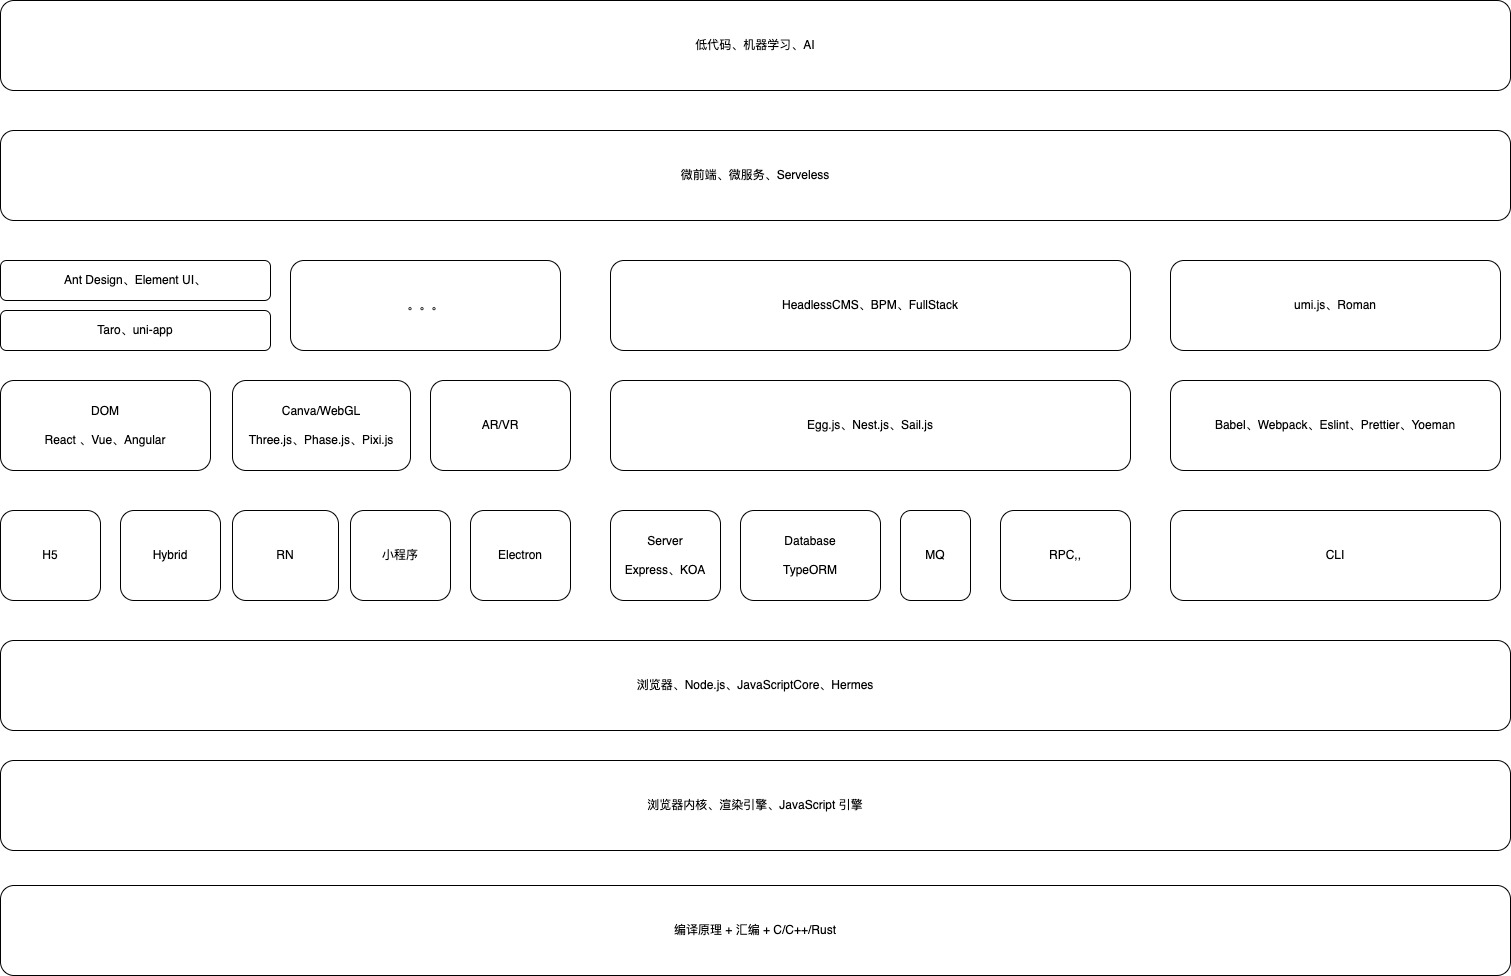 低代码、机器学习、AI
微前端、微服务、Serveless
Ant Design、Element UI、
Taro、uni-app
。。。
HeadlessCMS、BPM、FullStack
umi.js、Roman
DOM
React 、Vue、Angular
Canva/WebGL
Three.js、Phase.js、Pixi.js
AR/VR
Egg.js、Nest.js、Sail.js
Babel、Webpack、Eslint、Prettier、Yoeman
H5
Hybrid
RN
小程序
Electron
Server
Express、KOA
Database
TypeORM
MQ
RPC,,
CLI
浏览器、Node.js、JavaScriptCore、Hermes
浏览器内核、渲染引擎、JavaScript 引擎
编译原理 + 汇编 + C/C++/Rust